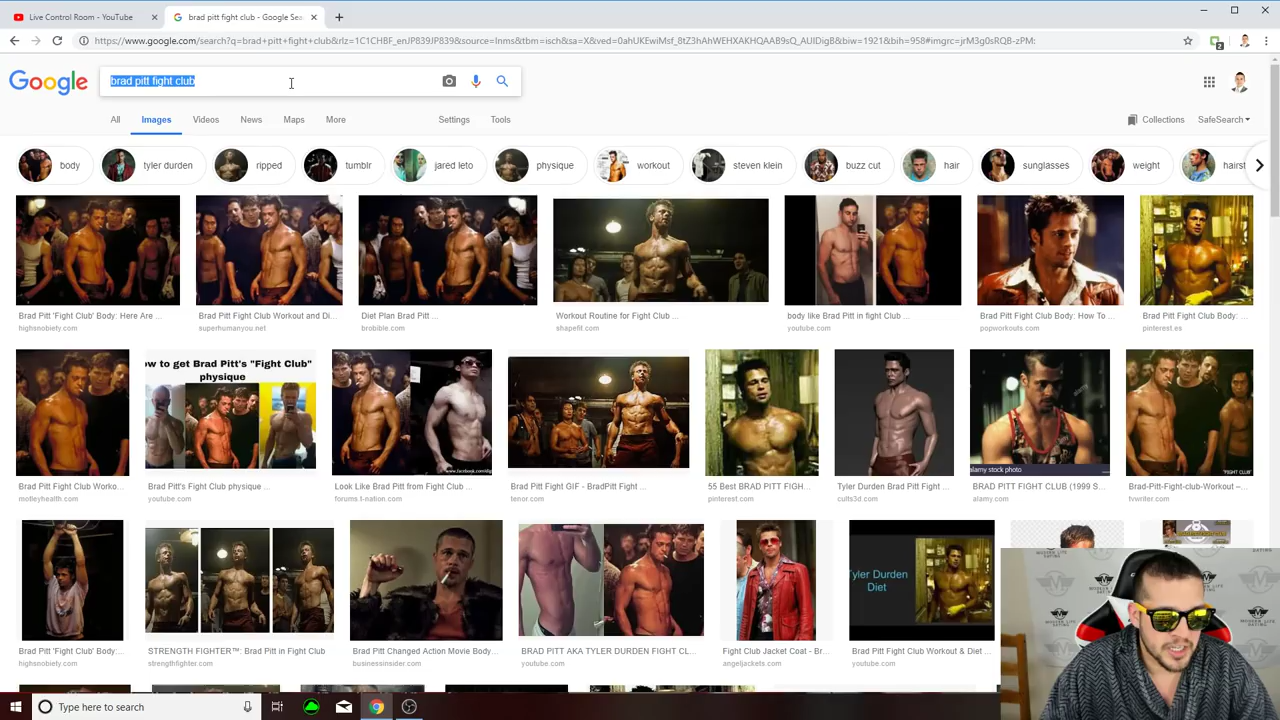 Live Control Room - YouTube
brad pitt fight club - Google Sea
https://www.google.com/search?q=brad+pitt+fight+club&rlz=1C1CHBF_enJP839JP839&source=lnms&tbm=isch&sa=X&ved=0ahUKEwiMsf_8tZ3hAhWEHXAKHQAAB9sQ_AUIDigB&biw=1921&bih=958#imgrc=jrM3g0sRQB-zPM:
Google
brad pitt fight club
All Images Videos News Maps More Settings Tools
Collections SafeSearch
body tyler durden ripped tumblr jared leto physique workout steven klein buzz cut hair sunglasses weight hairst
Brad Pitt 'Fight Club' Body: Here Are ...
highsnobiety.com
Brad Pitt Fight Club Workout and Di...
superhumanyou.net
Diet Plan Brad Pitt ...
brobible.com
Workout Routine for Fight Club ...
shapefit.com
body like Brad Pitt in fight Club ...
youtube.com
Brad Pitt Fight Club Body: How To ...
popworkouts.com
Brad Pitt Fight Club Body: ...
pinterest.es
ow to get Brad Pitt's "Fight Club"
physique
alamy stock photo
"FIGHT CLUB"
Brad Pitt Fight Club Worko...
motleyhealth.com
Brad Pitt's Fight Club physique ...
youtube.com
Look Like Brad Pitt from Fight Club ...
forums.t-nation.com
Brad Pitt Fight GIF - BradPitt Fight ...
tenor.com
55 Best BRAD PITT FIGH...
pinterest.com
Tyler Durden Brad Pitt Fight ...
cults3d.com
BRAD PITT FIGHT CLUB (1999 S...
alamy.com
Brad-Pitt-Fight-club-Workout –...
tvwriter.com
Tyler Durden
Diet
Brad Pitt 'Fight Club' Body:...
highsnobiety.com
STRENGTH FIGHTER™: Brad Pitt in Fight Club
strengthfighter.com
Brad Pitt Changed Action Movie Body...
businessinsider.com
BRAD PITT AKA TYLER DURDEN FIGHT CL...
youtube.com
Fight Club Jacket Coat - Br...
angeljackets.com
Brad Pitt Fight Club Workout & Diet ...
youtube.com
MODERN LIFE
DATING
Type here to search